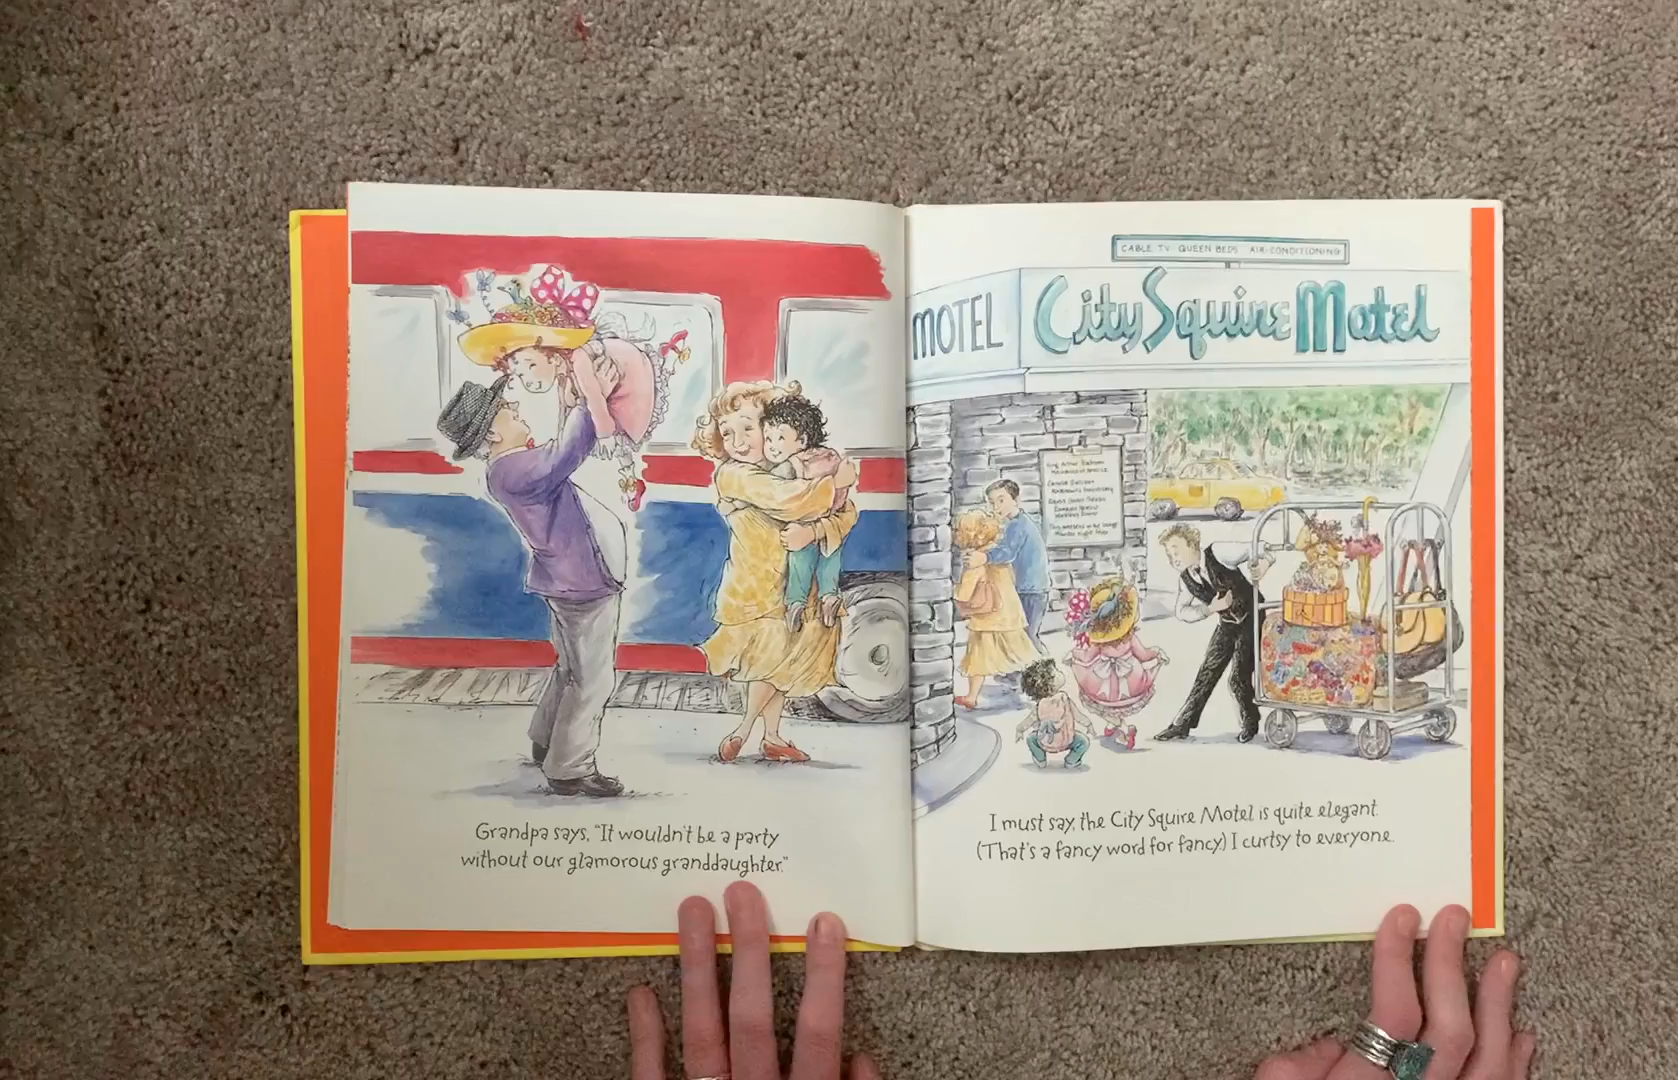 Grandpa says, "It wouldn't be a party
without our glamorous granddaughter."
CABLE TV QUEEN BEDS AIR-CONDITIONING
MOTEL
City Squire Motel
I must say, the City Squire Motel is quite elegant.
(That's a fancy word for fancy.) I curtsy to everyone.